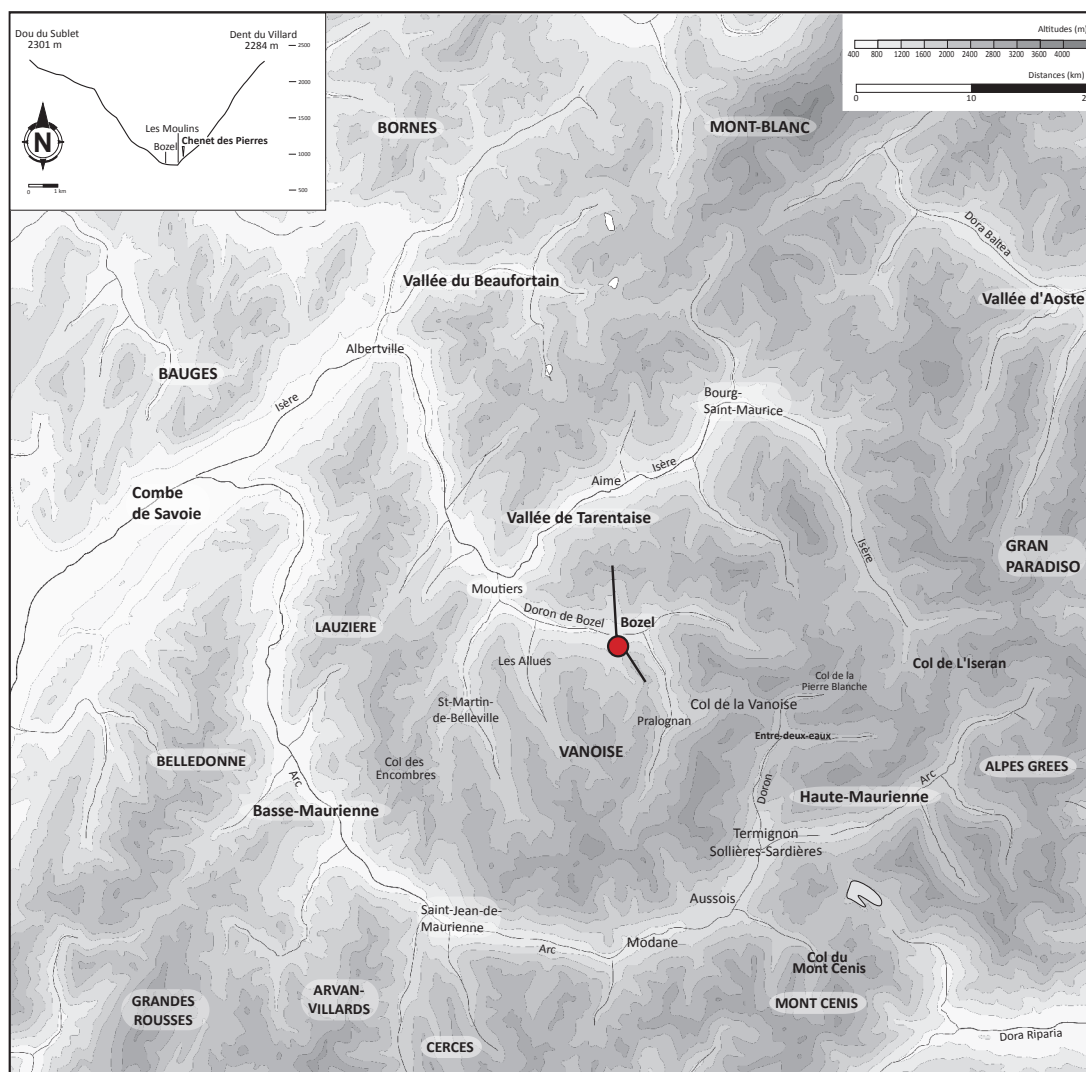 Dou du Sublet
2301 m
Dent du Villard
2284 m
2500
2000
1500
1000
500
Les Moulins
Bozel
Chenet des Pierres
N
0 1 km
Altitudes (m)
400 800 1200 1600 2000 2400 2800 3200 3600 4000
Distances (km)
0 10
BORNES
MONT-BLANC
Dora Baltea
Vallée du Beaufortain
Vallée d'Aoste
Albertville
BAUGES
Isère
Bourg-
Saint-Maurice
Isère
Aime
Combe
de Savoie
Vallée de Tarentaise
Isère
GRAN
PARADISO
Moutiers
Doron de Bozel
Bozel
LAUZIERE
Les Allues
Col de L'Iseran
Col de la
Pierre Blanche
St-Martin-
de-Belleville
Col de la Vanoise
Pralognan
Entre-deux-eaux
VANOISE
BELLEDONNE
Col des
Encombres
ALPES GREES
Arc
Arc
Doron
Basse-Maurienne
Haute-Maurienne
Termignon
Sollières-Sardières
Aussois
Saint-Jean-de-
Maurienne
Arc
Modane
Col du
Mont Cenis
GRANDES
ROUSSES
ARVAN-
VILLARDS
MONT CENIS
CERCES
Dora Riparia